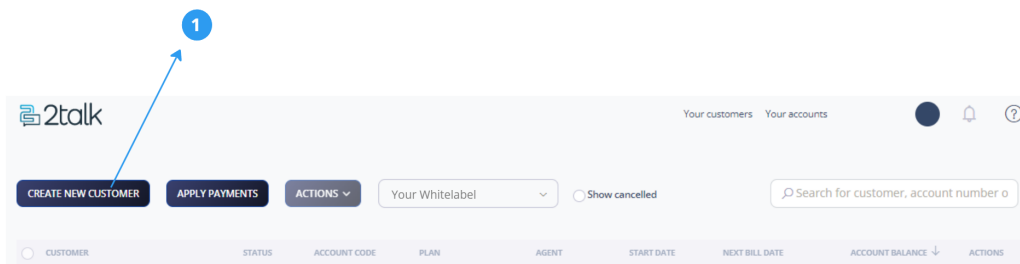 1
2talk
Your customers Your accounts
?
CREATE NEW CUSTOMER APPLY PAYMENTS ACTIONS Your Whitelabel Show cancelled Search for customer, account number o
CUSTOMER STATUS ACCOUNT CODE PLAN AGENT START DATE NEXT BILL DATE ACCOUNT BALANCE ACTIONS